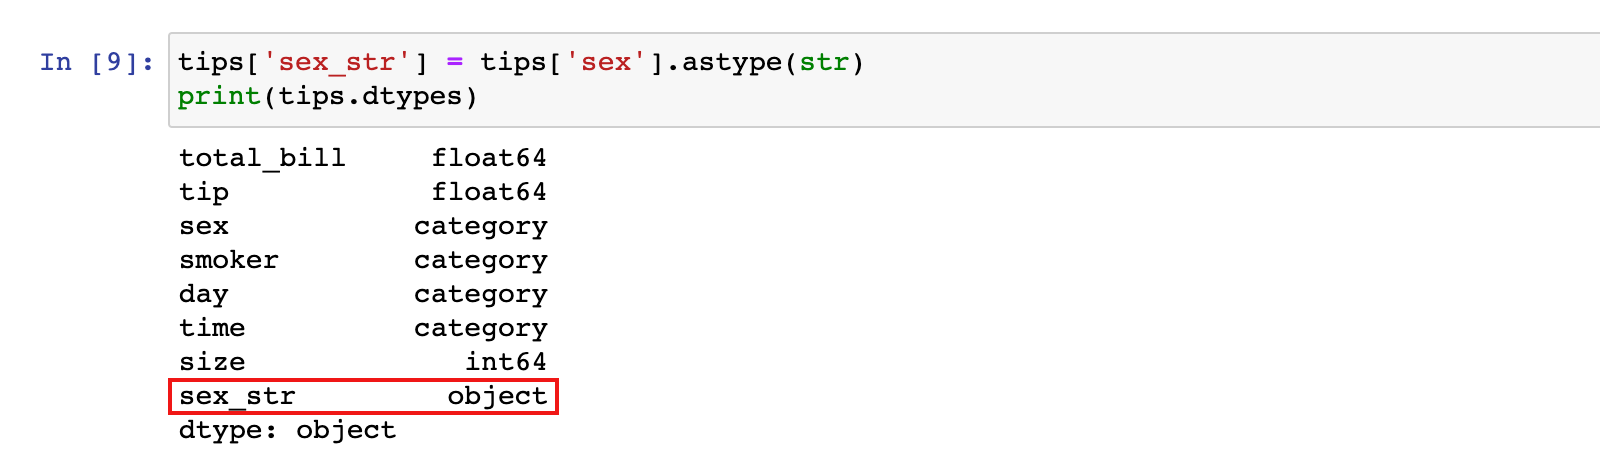 In [9]: tips['sex_str'] = tips['sex'].astype(str)
print(tips.dtypes)
total_bill     float64
tip            float64
sex           category
smoker        category
day           category
time          category
size             int64
sex_str         object
dtype: object